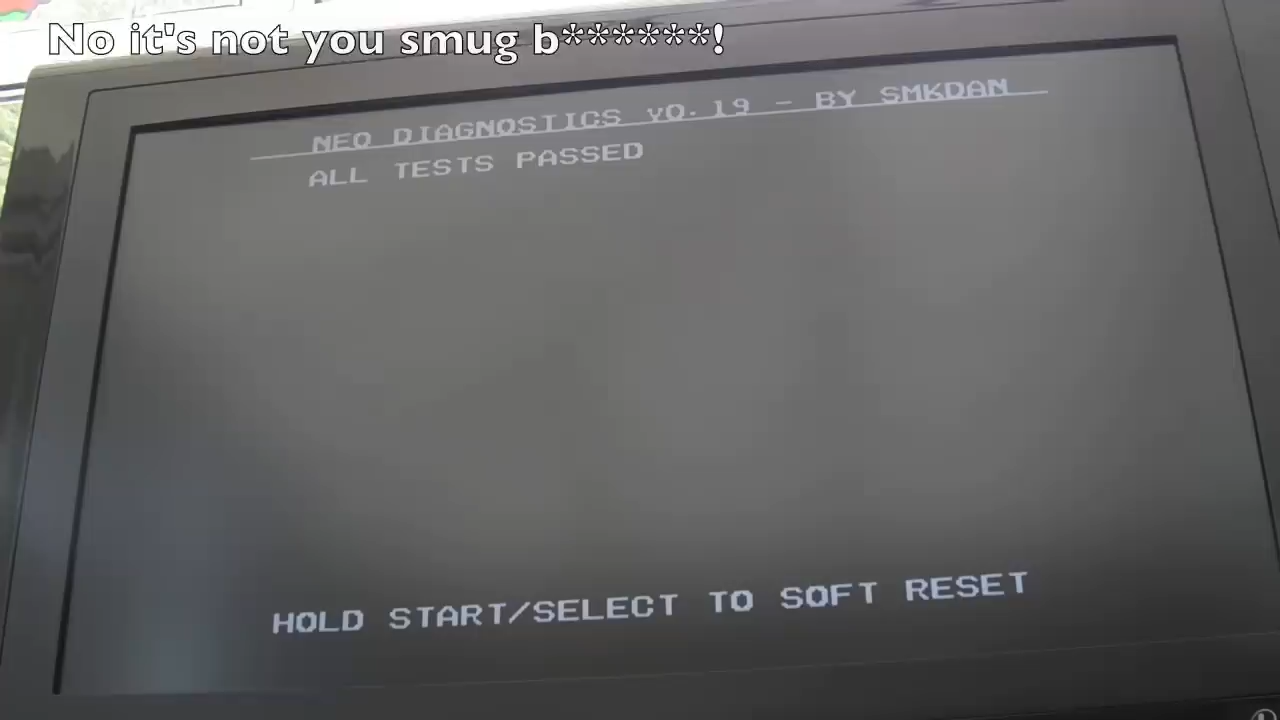 No it's not you smug b******!
NEO DIAGNOSTICS v0.19 - BY SMKDAN
ALL TESTS PASSED
HOLD START/SELECT TO SOFT RESET